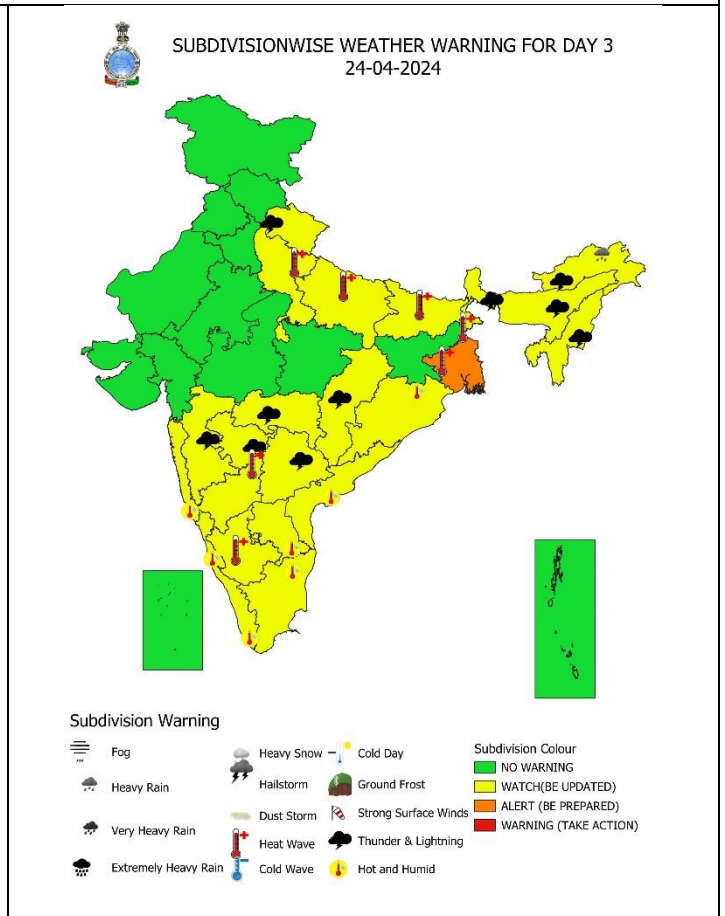 SUBDIVISIONWISE WEATHER WARNING FOR DAY 3
24-04-2024
Subdivision Warning
Fog
Heavy Rain
Very Heavy Rain
Extremely Heavy Rain
Heavy Snow
Hailstorm
Dust Storm
Heat Wave
Cold Wave
Cold Day
Ground Frost
Strong Surface Winds
Thunder & Lightning
Hot and Humid
Subdivision Colour
NO WARNING
WATCH(BE UPDATED)
ALERT (BE PREPARED)
WARNING (TAKE ACTION)